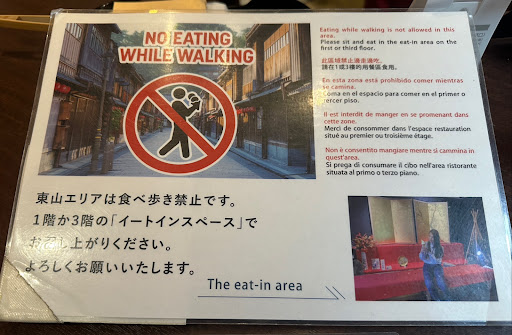 NO EATING
WHILE WALKING
Eating while walking is not allowed in this
area.
Please sit and eat in the eat-in area on the
first or third floor.
此區域禁止邊走邊吃。
請在1或3樓的用餐區食用。
En esta zona está prohibido comer mientras
se camina.
Coma en el espacio para comer en el primer o
tercer piso.
Il est interdit de manger en se promenant dans
cette zone.
Merci de consommer dans l'espace restauration
situé au premier ou troisième étage.
Non è consentito mangiare mentre si cammina in
quest'area.
Si prega di consumare il cibo nell'area ristorante
situata al primo o terzo piano.
東山エリアは食べ歩き禁止です。
1階か3階の「イートインスペース」で
お召し上がりください。
よろしくお願いいたします。
The eat-in area